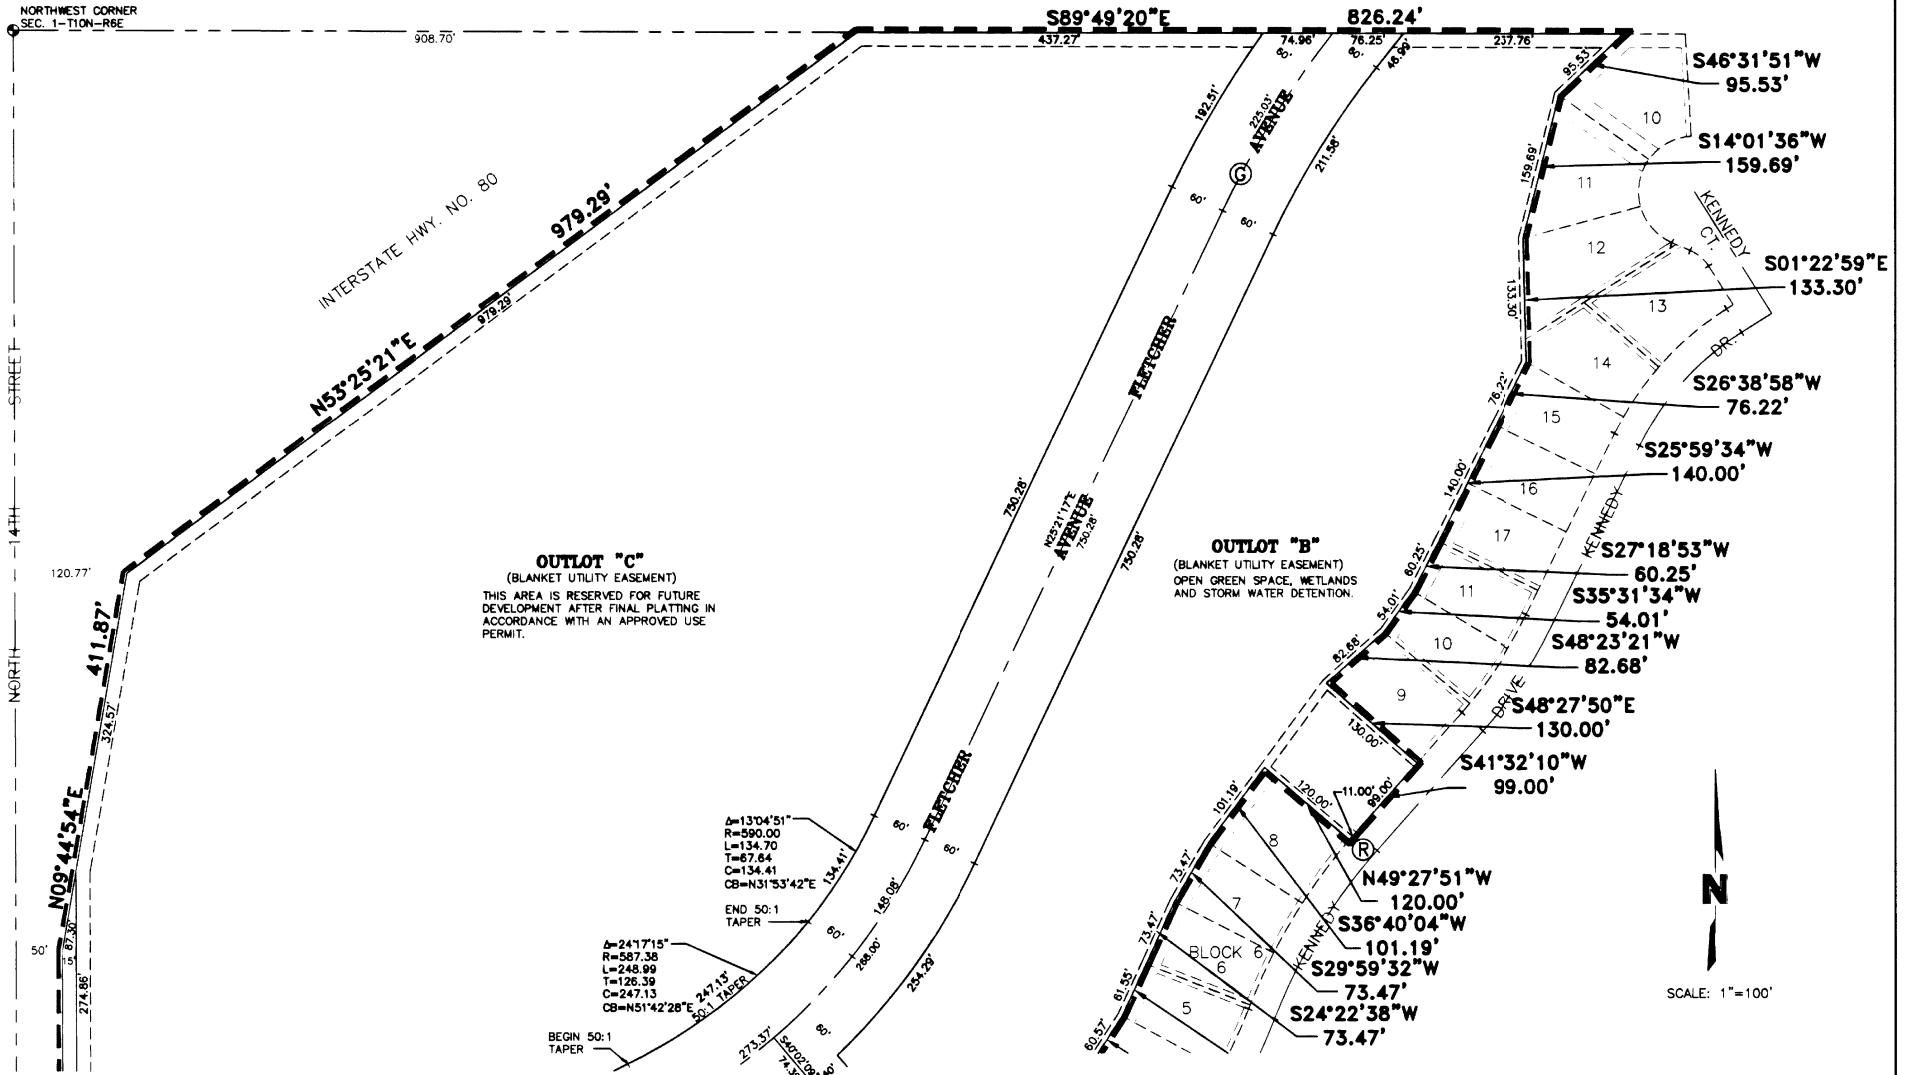 NORTHWEST CORNER
SEC. 1-T10N-R6E
908.70'
S89°49'20"E
826.24'
437.27'
74.96'
76.25'
237.76'
60'
60'
46.99'
95.53'
S46°31'51"W
95.53'
10
S14°01'36"W
159.69'
159.69'
11
KENNEDY
CT.
12
192.51'
225.03'
AVENUE
G
211.58'
60'
60'
INTERSTATE HWY. NO. 80
979.29'
979.29'
N53°25'21"E
S01°22'59"E
133.30'
133.30'
13
DR.
14
S26°38'58"W
76.22'
76.22'
15
FLETCHER
S25°59'34"W
140.00'
140.00'
16
17
KENNEDY
STREET
14TH
NORTH
750.28'
N25°21'17"E
AVENUE
750.28'
750.28'
OUTLOT "B"
(BLANKET UTILITY EASEMENT)
OPEN GREEN SPACE, WETLANDS
AND STORM WATER DETENTION.
OUTLOT "C"
(BLANKET UTILITY EASEMENT)
THIS AREA IS RESERVED FOR FUTURE
DEVELOPMENT AFTER FINAL PLATTING IN
ACCORDANCE WITH AN APPROVED USE
PERMIT.
120.77'
S27°18'53"W
60.25'
60.25'
11
S35°31'34"W
54.01'
54.01'
10
S48°23'21"W
82.68'
82.68'
9
DRIVE
S48°27'50"E
130.00'
130.00'
S41°32'10"W
99.00'
99.00'
411.87'
324.57'
N09°44'54"E
87.30'
50'
15'
274.86'
FLETCHER
101.19'
120.00'
11.00'
R
8
N49°27'51"W
120.00'
S36°40'04"W
101.19'
73.47'
7
KENNEDY
S29°59'32"W
73.47'
73.47'
BLOCK 6
6
S24°22'38"W
73.47'
61.55'
5
60.57'
Δ=13°04'51"
R=590.00
L=134.70
T=67.64
C=134.41
CB=N31°53'42"E
134.41'
60'
60'
END 50:1
TAPER
148.08'
60'
268.00'
254.29'
Δ=24°17'15"
R=587.38
L=248.99
T=126.39
C=247.13
CB=N51°42'28"E
247.13'
50:1 TAPER
BEGIN 50:1
TAPER
273.37'
60'
N
SCALE: 1"=100'